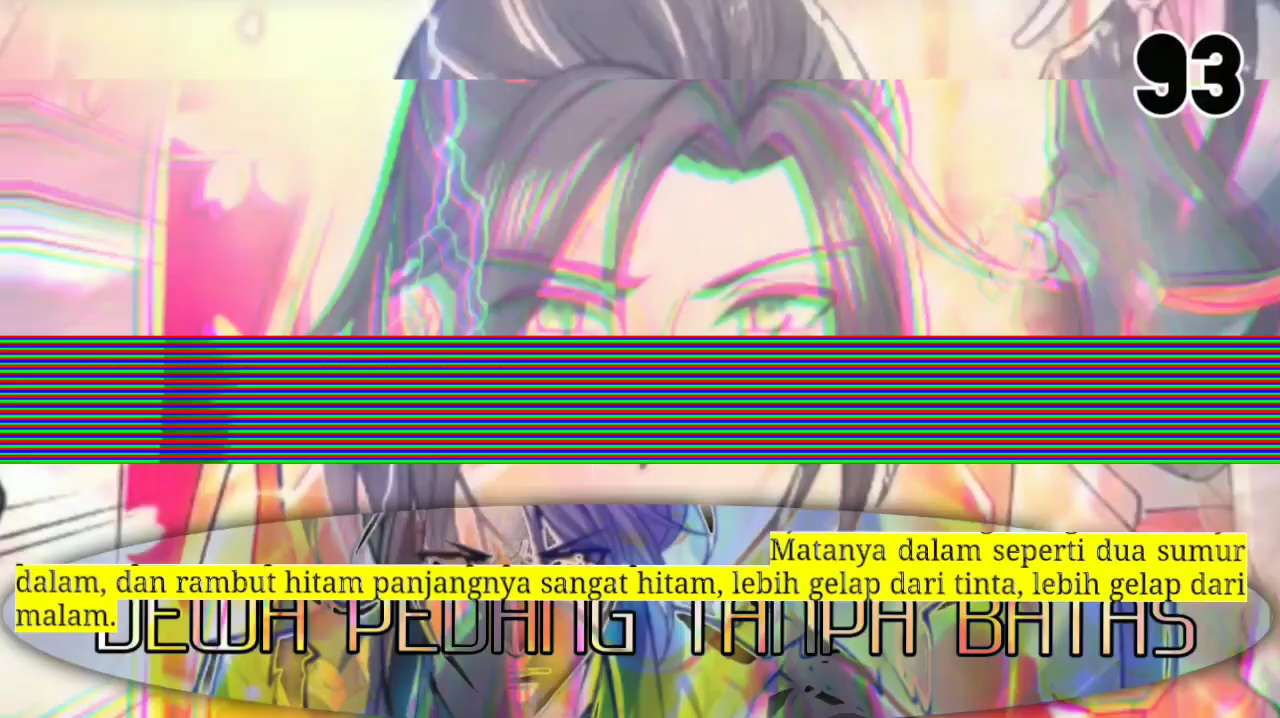 93
Matanya dalam seperti dua sumur
dalam, dan rambut hitam panjangnya sangat hitam, lebih gelap dari tinta, lebih gelap dari
malam.
DEWA PEDANG TANPA BATAS